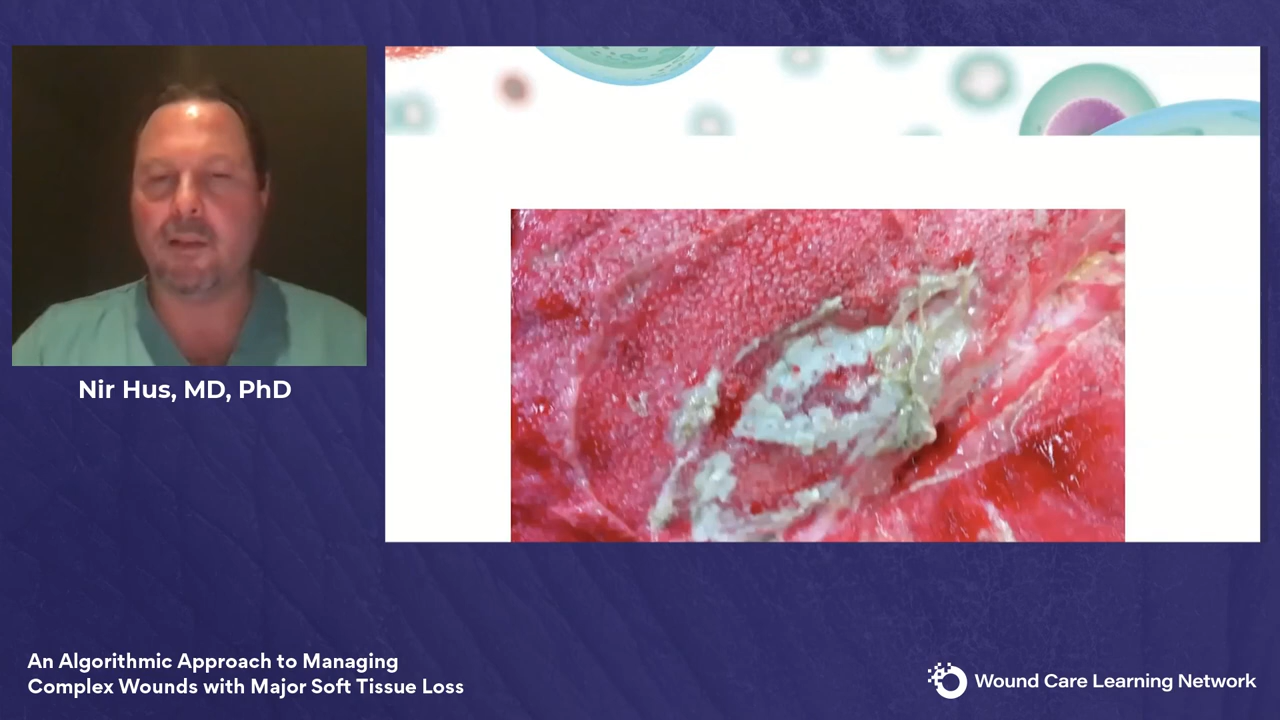 Nir Hus, MD, PhD
An Algorithmic Approach to Managing
Complex Wounds with Major Soft Tissue Loss
Wound Care Learning Network